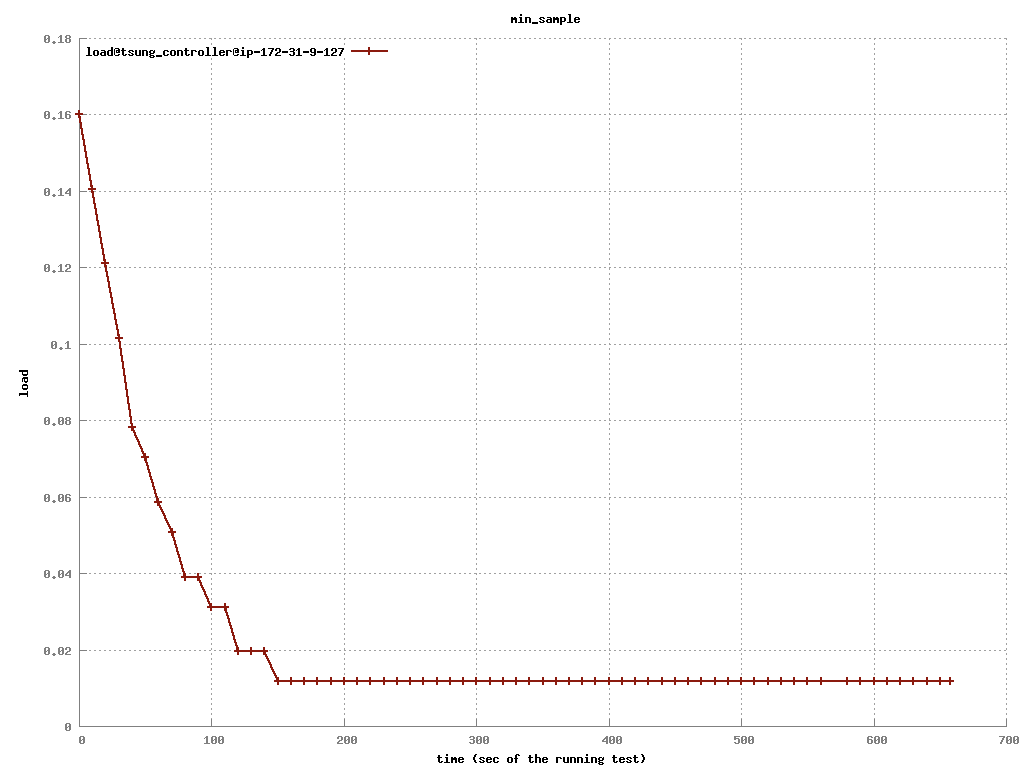 min_sample
load@tsung_controller@ip-172-31-9-127
0.18
0.16
0.14
0.12
0.1
0.08
0.06
0.04
0.02
0
load
0 100 200 300 400 500 600 700
time (sec of the running test)